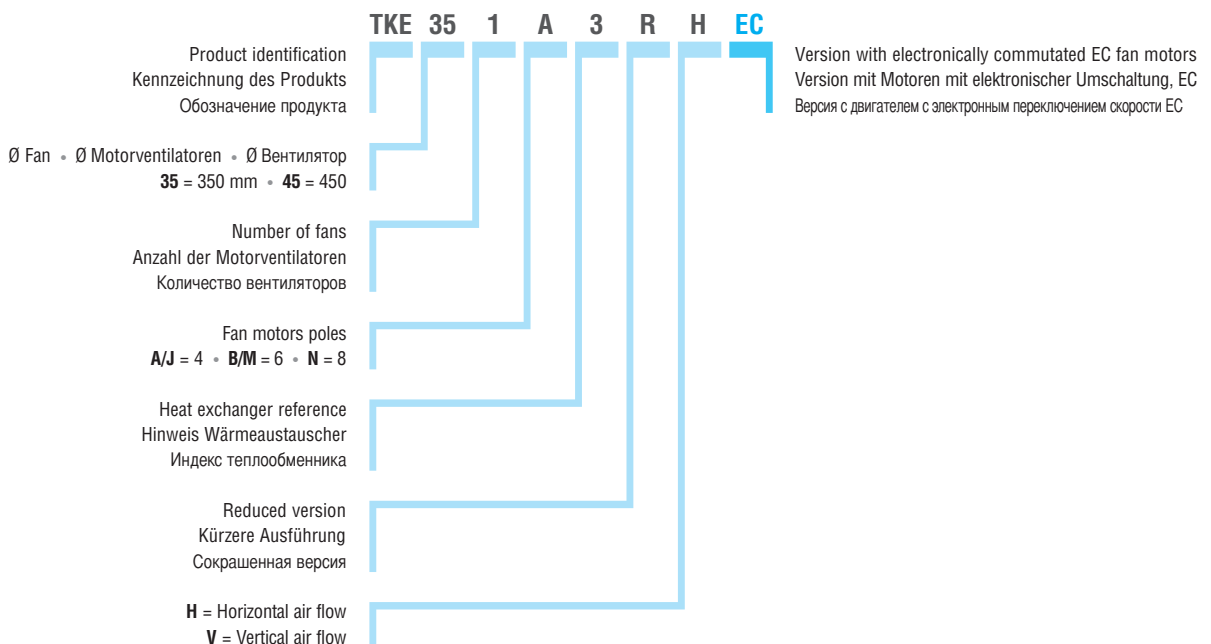 TKE 35 1 A 3 R H EC
Product identification
Kennzeichnung des Produkts
Обозначение продукта
Version with electronically commutated EC fan motors
Version mit Motoren mit elektronischer Umschaltung, EC
Версия с двигателем с электронным переключением скорости EC
Ø Fan • Ø Motorventilatoren • Ø Вентилятор
35 = 350 mm • 45 = 450
Number of fans
Anzahl der Motorventilatoren
Количество вентиляторов
Fan motors poles
A/J = 4 • B/M = 6 • N = 8
Heat exchanger reference
Hinweis Wärmeaustauscher
Индекс теплообменника
Reduced version
Kürzere Ausführung
Сокрашенная версия
H = Horizontal air flow
V = Vertical air flow